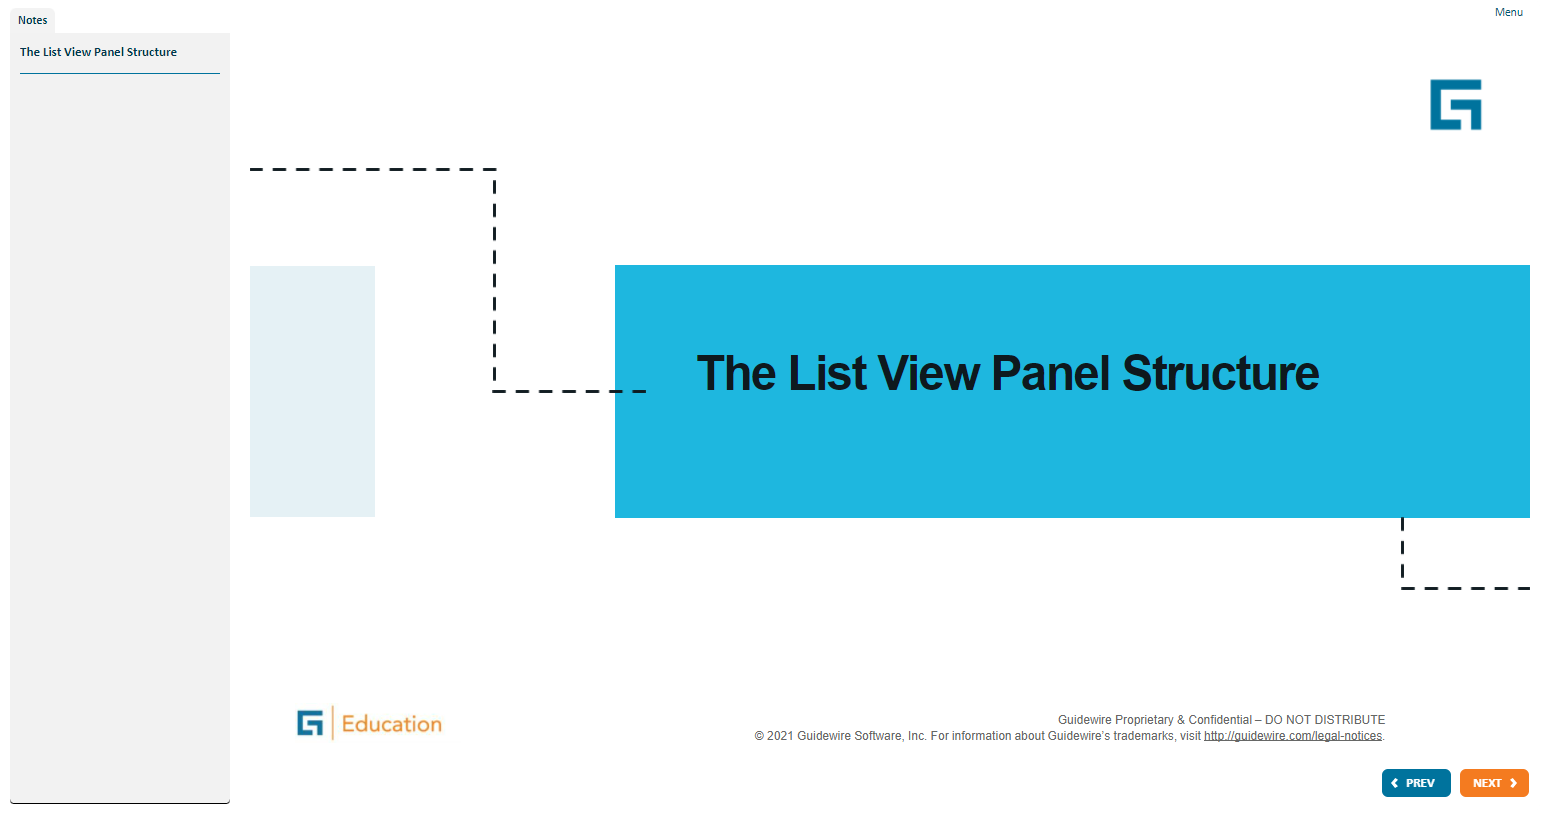 Notes
Menu
The List View Panel Structure
The List View Panel Structure
Education
Guidewire Proprietary & Confidential – DO NOT DISTRIBUTE
© 2021 Guidewire Software, Inc. For information about Guidewire's trademarks, visit http://guidewire.com/legal-notices.
PREV
NEXT